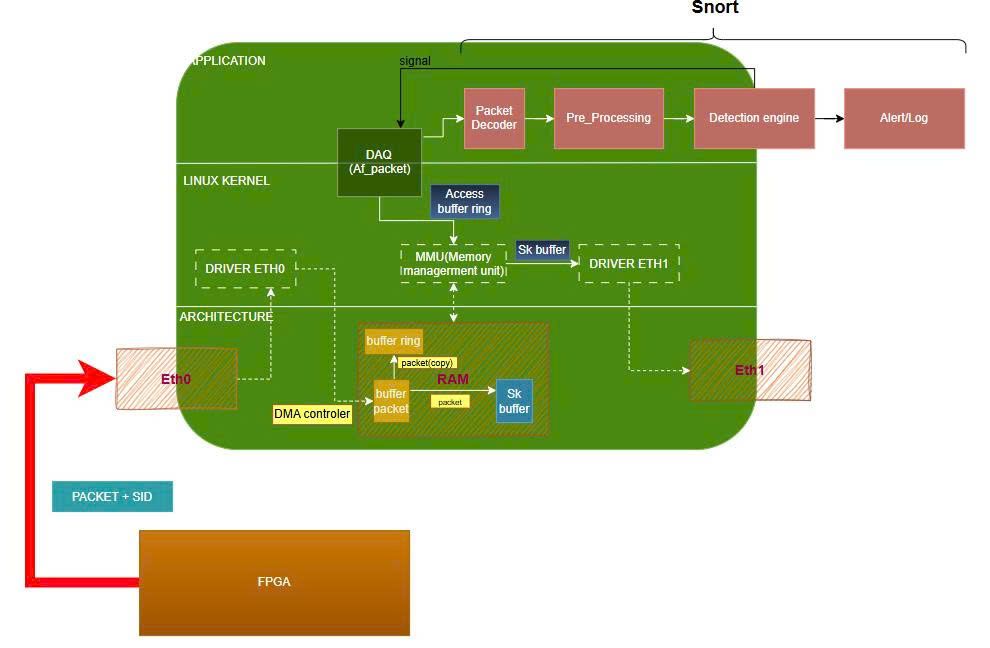 Snort
APPLICATION
signal
Packet
Decoder
Pre_Processing
Detection engine
Alert/Log
DAQ
(Af_packet)
LINUX KERNEL
Access
buffer ring
MMU(Memory
management unit)
Sk buffer
DRIVER ETH0
DRIVER ETH1
ARCHITECTURE
buffer ring
packet(copy)
RAM
Eth0
Eth1
buffer
packet
packet
Sk
buffer
DMA controler
PACKET + SID
FPGA